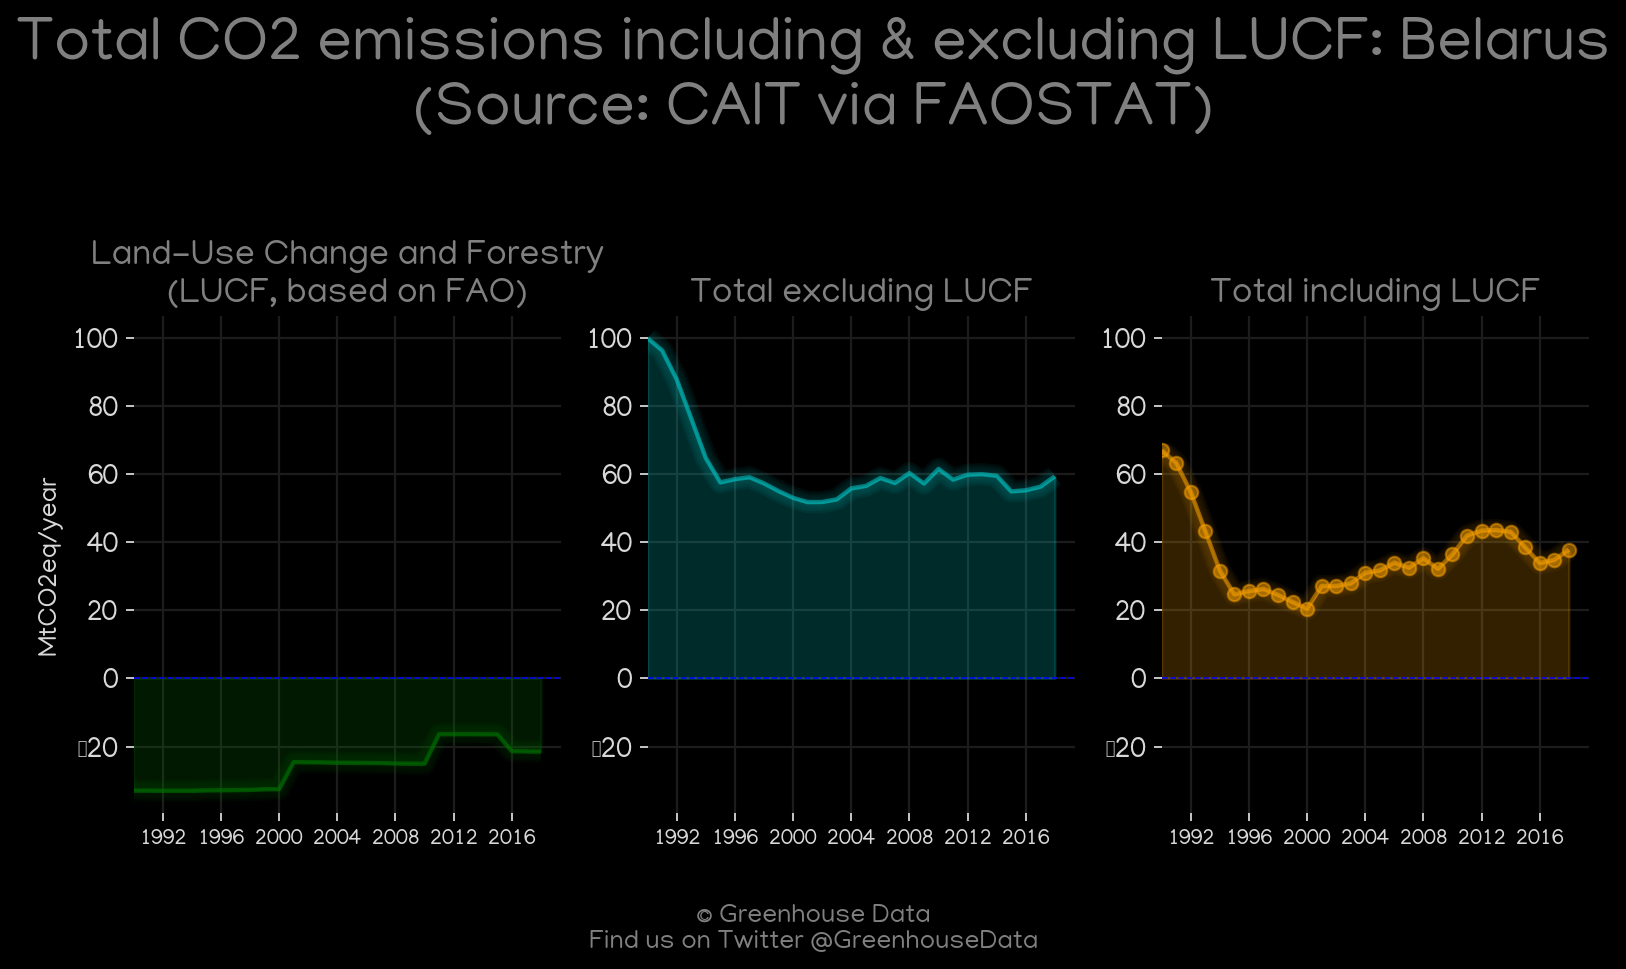 Total CO2 emissions including & excluding LUCF: Belarus
(Source: CAIT via FAOSTAT)
Land-Use Change and Forestry
(LUCF, based on FAO)
MtCO2eq/year
100
80
60
40
20
0
▯20
1992 1996 2000 2004 2008 2012 2016
Total excluding LUCF
100
80
60
40
20
0
▯20
1992 1996 2000 2004 2008 2012 2016
Total including LUCF
100
80
60
40
20
0
▯20
1992 1996 2000 2004 2008 2012 2016
© Greenhouse Data
Find us on Twitter @GreenhouseData